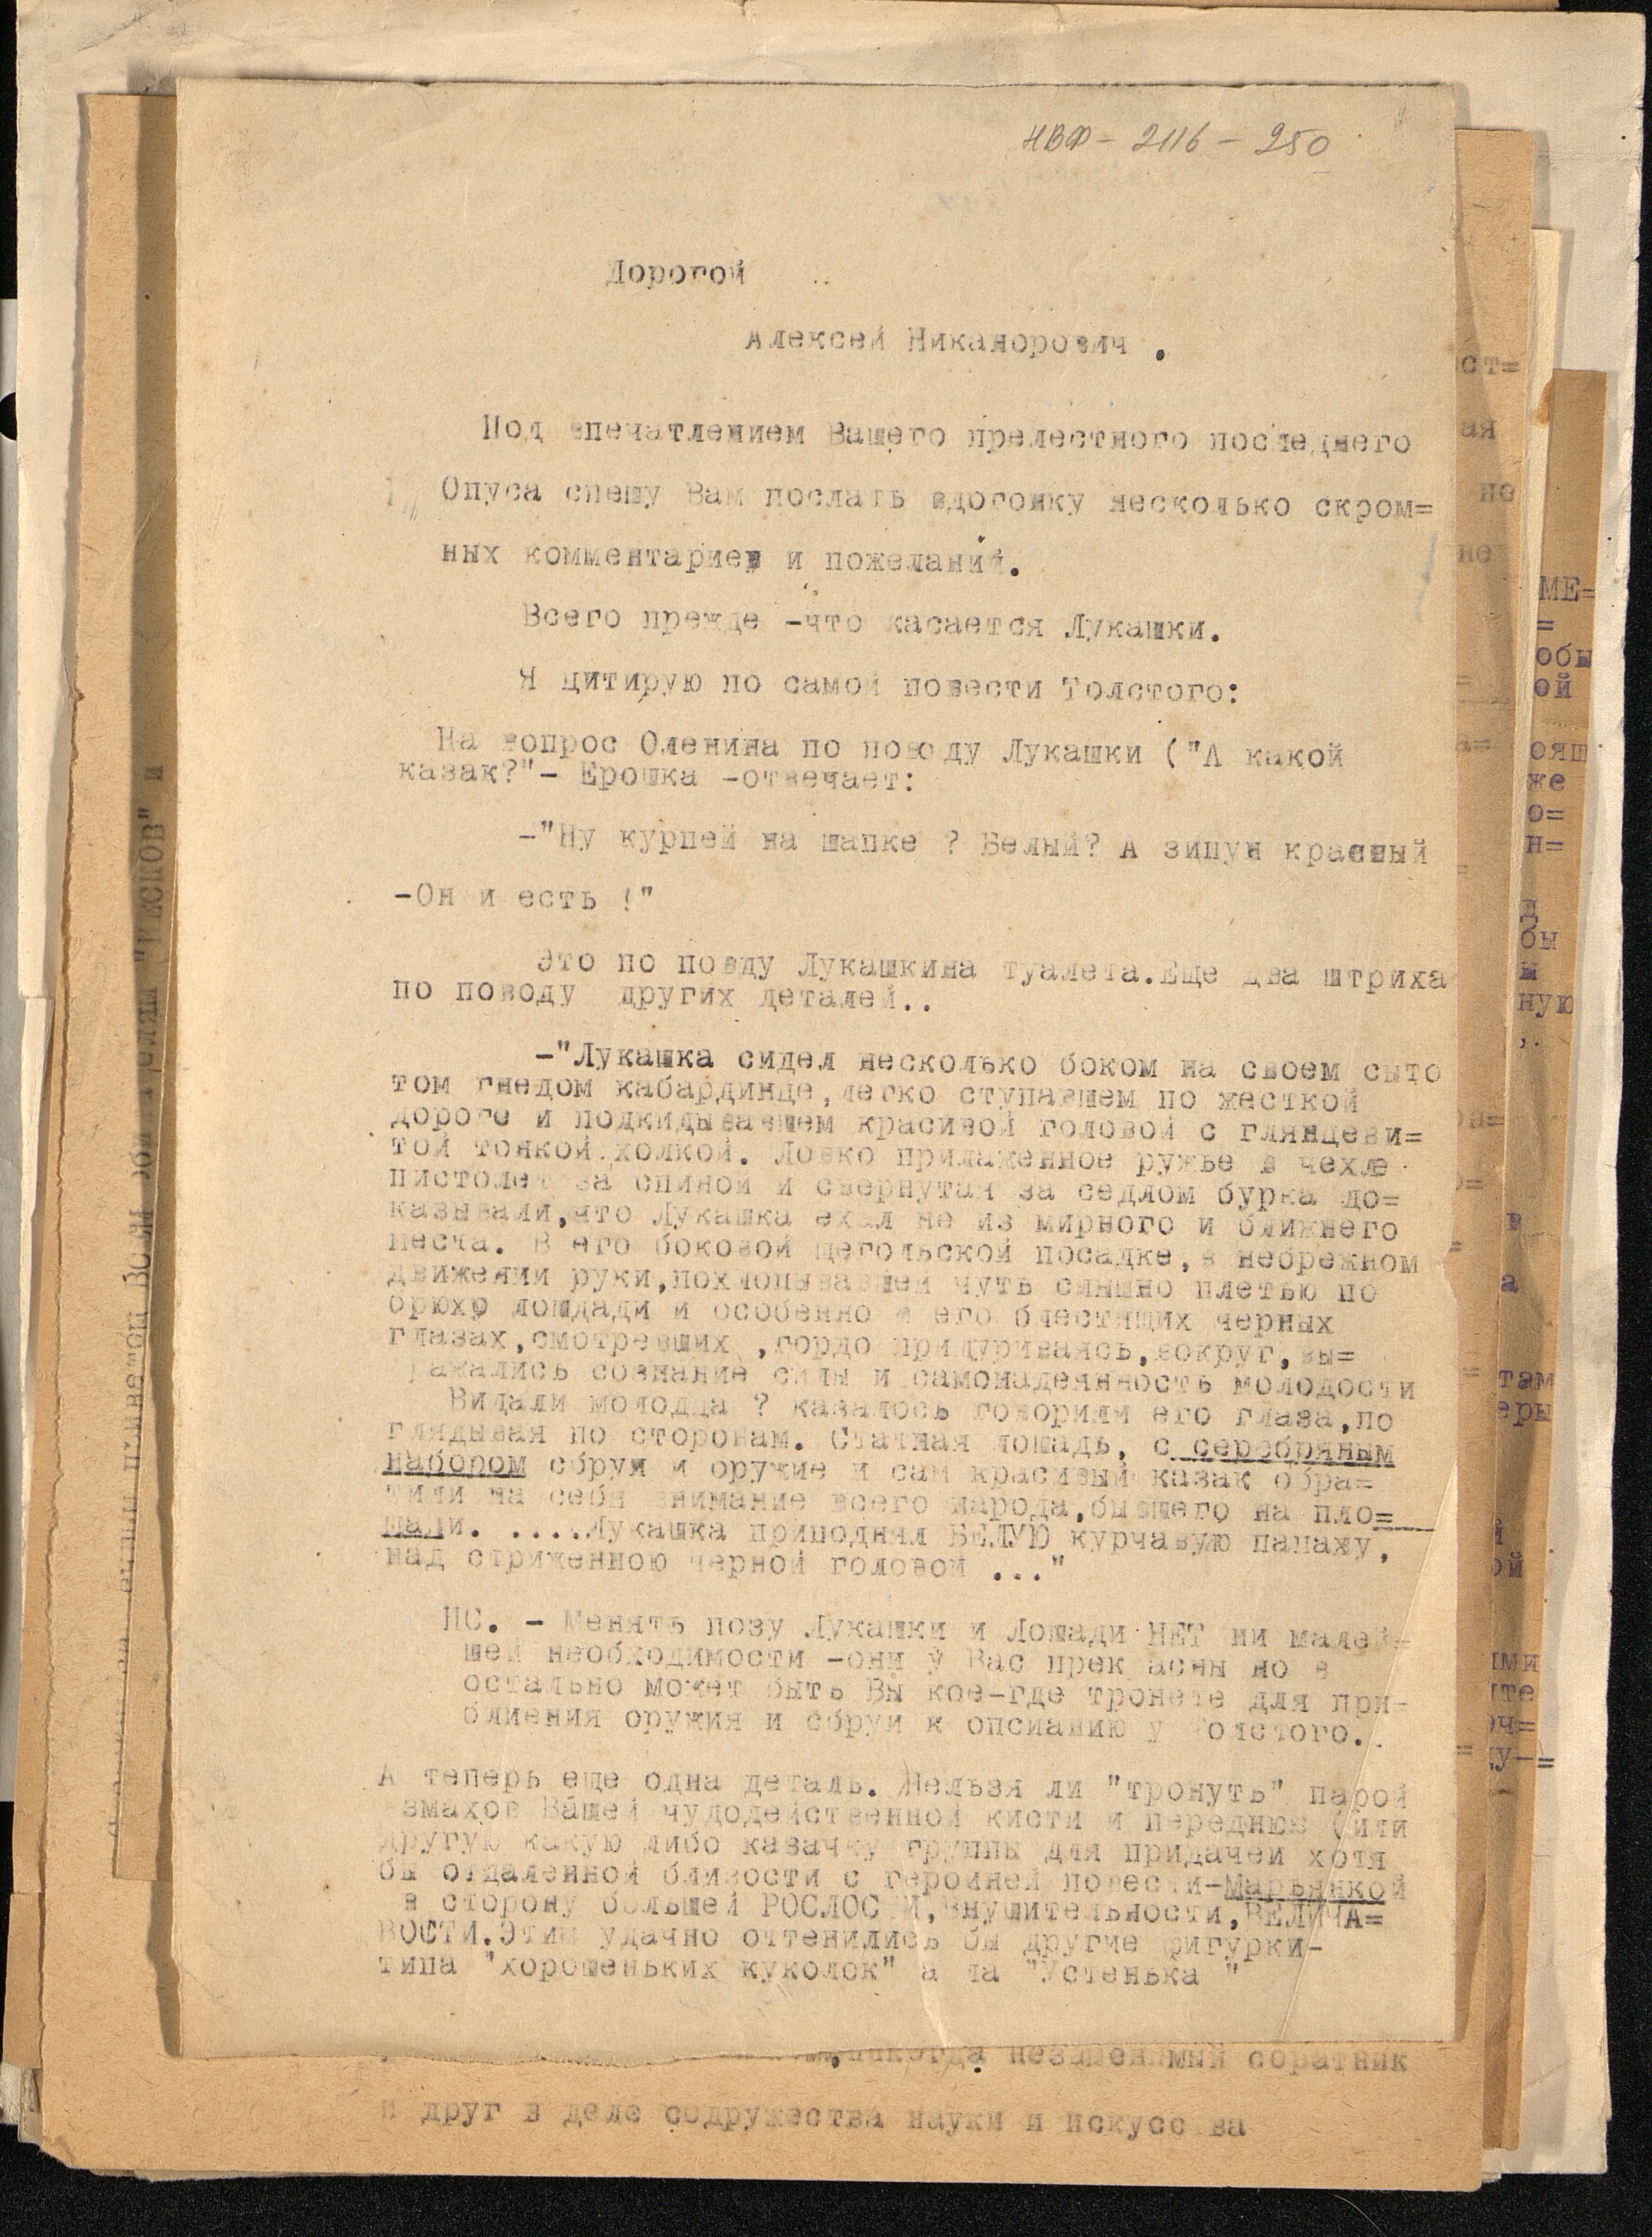 НВФ - 2116 - 250
Дорогой
Алексей Никанорович .
Под впечатлением Вашего прелестного последнего
Опуса спешу Вам послать вдогонку несколько скром=
ных комментариев и пожеланий.
Всего прежде -что касается Лукашки.
Я цитирую по самой повести Толстого:
На вопрос Оленина по поводу Лукашки ("А какой
казак?"- Ерошка -отвечает:
-"Ну курпей на шапке ? Белый? А зипун красный
-Он и есть !"
Это по повду Лукашкина туалета.Еще два штриха
по поводу других деталей..
-"Лукашка сидел несколько боком на своем сыто
том гнедом кабардинце,легко ступавшем по жесткой
дороге и подкидывавшем красивой головой с глянцеви=
той тонкой холкой. Ловко прилаженное ружье в чехле
пистолет за спиной и свернутая за седлом бурка до=
казывали,что Лукашка ехал не из мирного и ближнего
места. В его боковой щегольской посадке,в небрежном
движении руки,похлопывавшей чуть слышно плетью по
брюху лошдади и особенно в его блестящих черных
глазах,смотревших ,гордо прищуриваясь,вокруг,вы=
ражались сознание силы и самонадеянность молодости
Видали молодца ? казалось говорили его глаза,по
глядывая по сторонам. Статная лошадь, с серебряным
набором сбруя и оружие и сам красивый казак обра=
тили на себя внимание всего народа,бывшего на пло=
щади. .....Лукашка приподнял БЕЛУЮ курчавую папаху,
над стриженною черной головой ..."
НС. - Менять позу Лукашки и Лошади НЕТ ни малей=
шей необходимости -они у Вас прек асны но в
остально может быть Вы кое-где тронете для при-
блиения оружия и сбруи к опсианию у Толстого..
А теперь еще одна деталь. Нельзя ли "тронуть" парой
взмахов Вашей чудодейственной кисти и переднюю (или
другую какую либо казачку группы для придачеи хотя
бы отдаленной близости с героиней повести-Марьянкой
в сторону большей РОСЛОСТИ,внушительности,ВЕЛИЧА=
ВОСТИ.Этим удачно оттенились бы другие фигурки-
типа "хорошеньких куколок" а ла "Устенька "
никогда незаменимый соратник
и друг в деле содружества науки и искусс ва